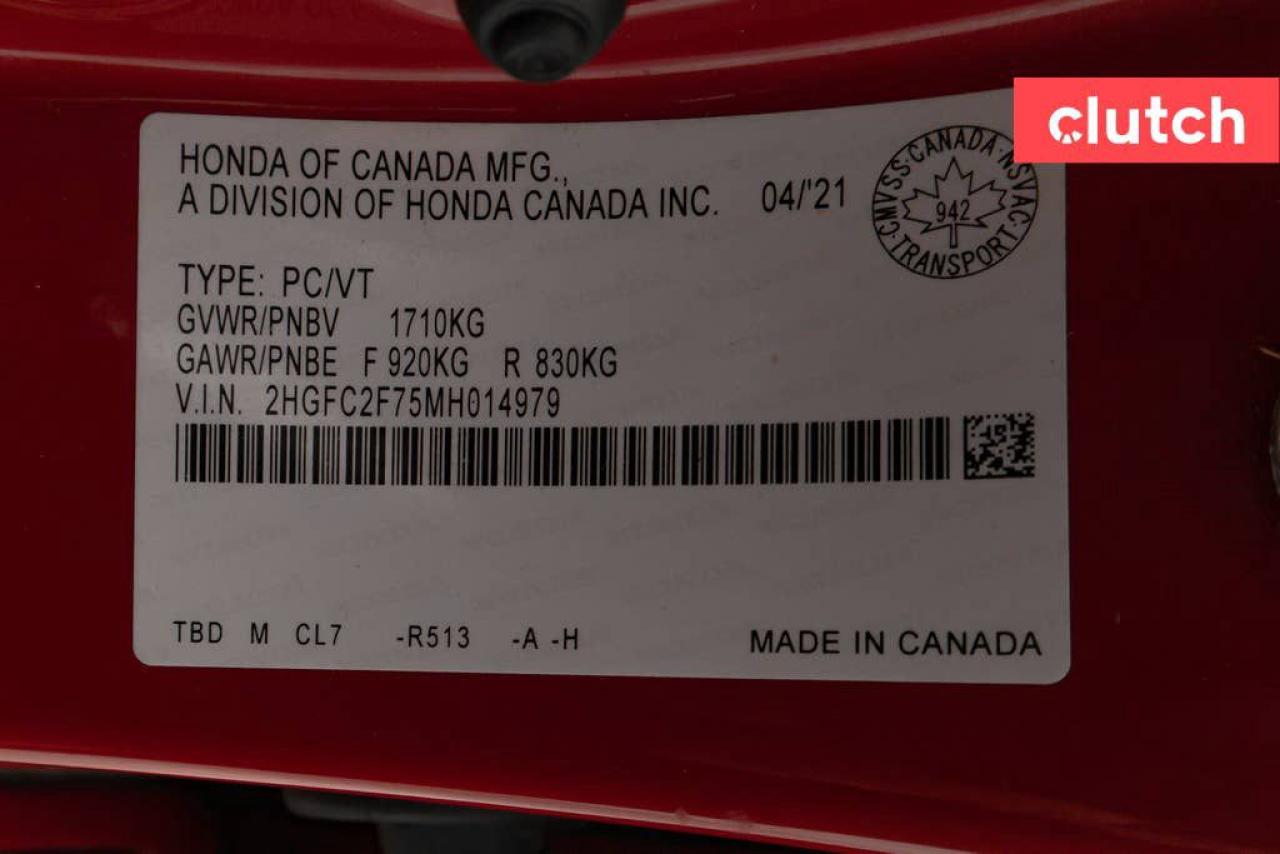 clutch
HONDA OF CANADA MFG.,
A DIVISION OF HONDA CANADA INC. 04/'21
CMVSS·CANADA·NSVAC·TRANSPORT·
942
TYPE: PC/VT
GVWR/PNBV 1710KG
GAWR/PNBE F 920KG R 830KG
V.I.N. 2HGFC2F75MH014979
TBD M CL7 -R513 -A -H
MADE IN CANADA